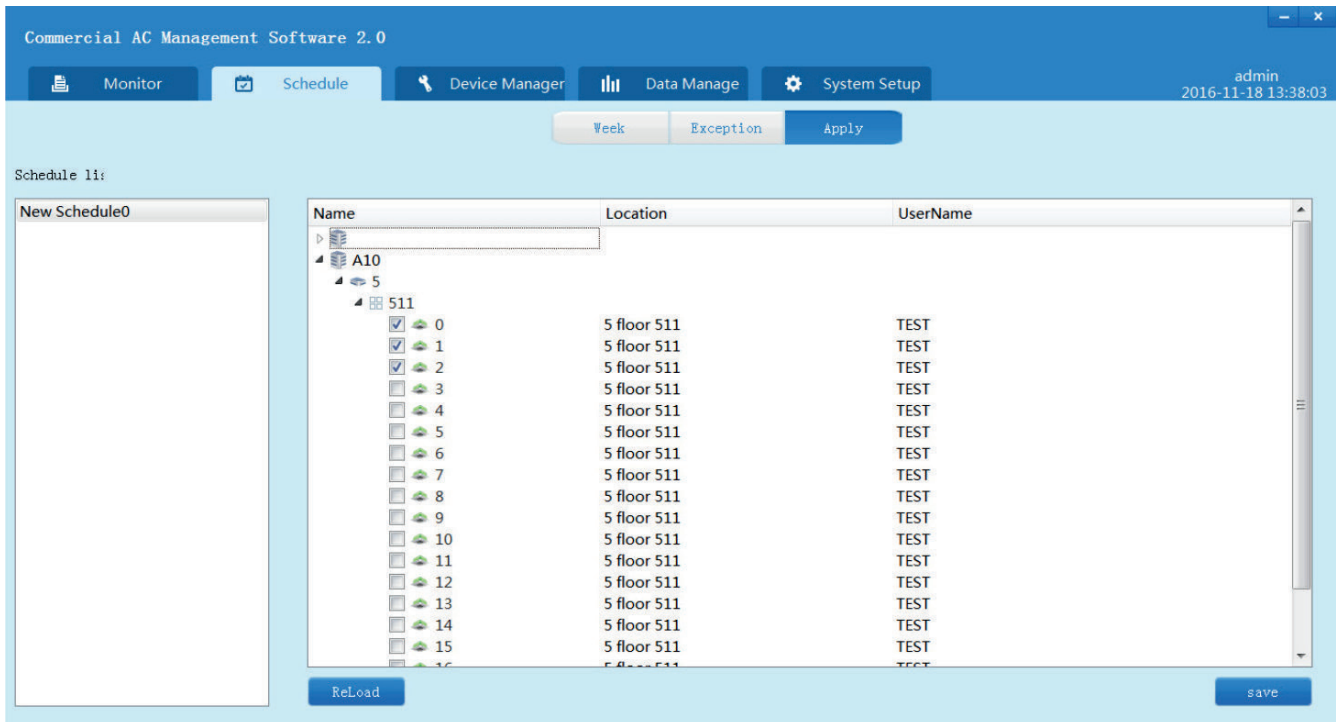 — x
Commercial AC Management Software 2.0
Monitor Schedule Device Manager Data Manage System Setup
admin
2016-11-18 13:38:03
Week Exception Apply
Schedule li
New Schedule0
Name Location UserName
A10
5
511
0 5 floor 511 TEST
1 5 floor 511 TEST
2 5 floor 511 TEST
3 5 floor 511 TEST
4 5 floor 511 TEST
5 5 floor 511 TEST
6 5 floor 511 TEST
7 5 floor 511 TEST
8 5 floor 511 TEST
9 5 floor 511 TEST
10 5 floor 511 TEST
11 5 floor 511 TEST
12 5 floor 511 TEST
13 5 floor 511 TEST
14 5 floor 511 TEST
15 5 floor 511 TEST
ReLoad save